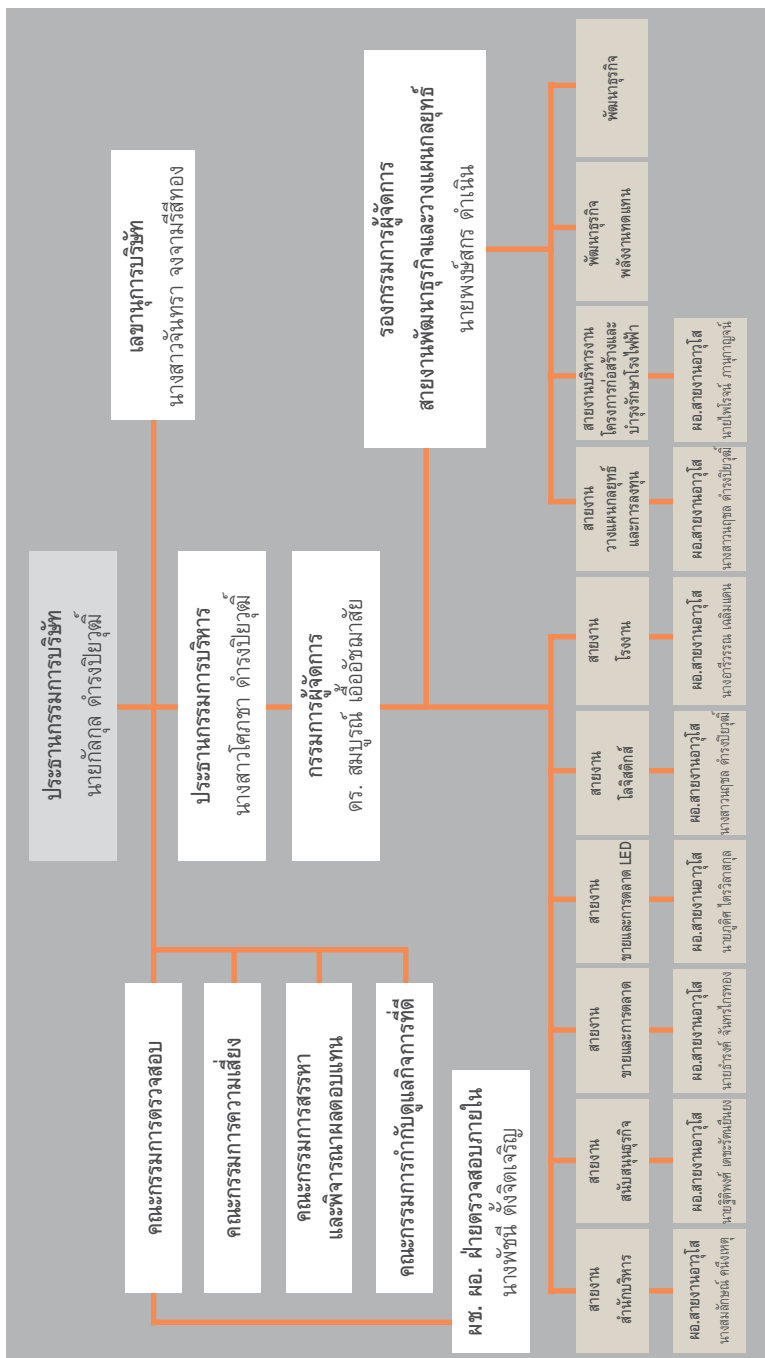 ประธานกรรมการบริษัท
นายกัลกุล ดำรงปิยวุฒิ์
เลขานุการบริษัท
นางสาวจันทรา จงจามรีสีทอง
คณะกรรมการตรวจสอบ
คณะกรรมการความเสี่ยง
คณะกรรมการสรรหา
และพิจารณาผลตอบแทน
คณะกรรมการกำกับดูแลกิจการที่ดี
ผช. ผอ. ฝ่ายตรวจสอบภายใน
นางพัชนี ตั้งจิตเจริญ
ประธานกรรมการบริหาร
นางสาวโศภชา ดำรงปิยวุฒิ์
กรรมการผู้จัดการ
ดร. สมบูรณ์ เอื้ออัชฌาสัย
รองกรรมการผู้จัดการ
สายงานพัฒนาธุรกิจและวางแผนกลยุทธ์
นายพงษ์สกร ดำเนิน
สายงาน
สำนักบริหาร
ผอ.สายงานอาวุโส
นางสมลักษณ์ คนึงเหตุ
สายงาน
สนับสนุนธุรกิจ
ผอ.สายงานอาวุโส
นายฐิติพงศ์ เตชะรัตนยืนยง
สายงาน
ขายและการตลาด
ผอ.สายงานอาวุโส
นายธำรงค์ จันทรไกรทอง
สายงาน
ขายและการตลาด LED
ผอ.สายงานอาวุโส
นายภูดิศ ไตรวิลาสกุล
สายงาน
โลจิสติกส์
ผอ.สายงานอาวุโส
นางสาวนฤชล ดำรงปิยวุฒิ์
สายงาน
โรงงาน
ผอ.สายงานอาวุโส
นางอารีวรรณ เฉลิมแดน
สายงาน
วางแผนกลยุทธ์
และการลงทุน
ผอ.สายงานอาวุโส
นางสาวนฤชล ดำรงปิยวุฒิ์
สายงานบริหารงาน
โครงการก่อสร้างและ
บำรุงรักษาโรงไฟฟ้า
ผอ.สายงานอาวุโส
นายไพโรจน์ ภานุกาญจน์
พัฒนาธุรกิจ
พลังงานทดแทน
พัฒนาธุรกิจ